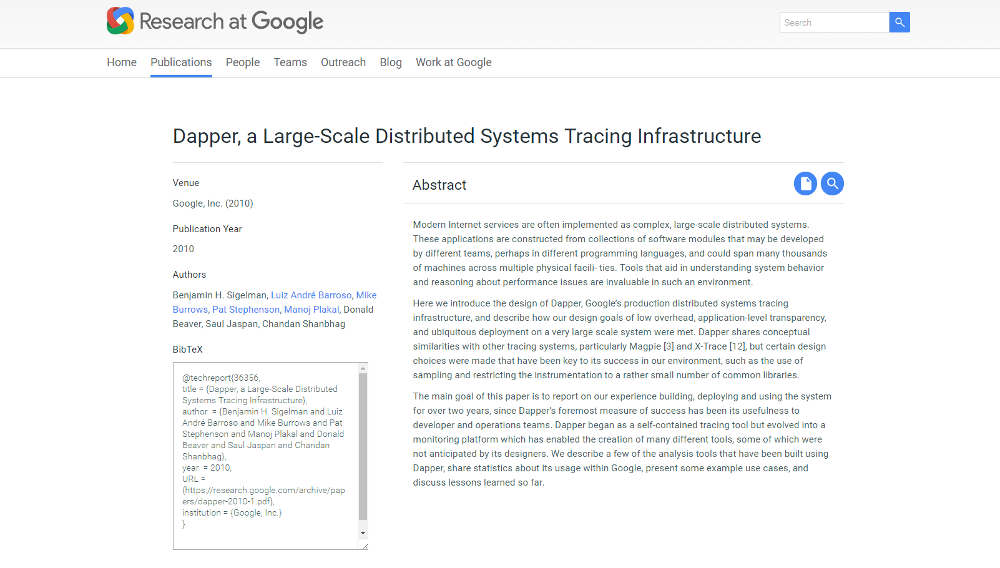 Research at Google
Search
Home Publications People Teams Outreach Blog Work at Google
Dapper, a Large-Scale Distributed Systems Tracing Infrastructure
Venue
Google, Inc. (2010)
Publication Year
2010
Authors
Benjamin H. Sigelman, Luiz André Barroso, Mike
Burrows, Pat Stephenson, Manoj Plakal, Donald
Beaver, Saul Jaspan, Chandan Shanbhag
BibTeX
@techreport{36356,
title = {Dapper, a Large-Scale Distributed
Systems Tracing Infrastructure},
author  = {Benjamin H. Sigelman and Luiz
André Barroso and Mike Burrows and Pat
Stephenson and Manoj Plakal and Donald
Beaver and Saul Jaspan and Chandan
Shanbhag},
year  = 2010,
URL =
{https://research.google.com/archive/pap
ers/dapper-2010-1.pdf},
institution = {Google, Inc.}
}
Abstract
Modern Internet services are often implemented as complex, large-scale distributed systems.
These applications are constructed from collections of software modules that may be developed
by different teams, perhaps in different programming languages, and could span many thousands
of machines across multiple physical facili- ties. Tools that aid in understanding system behavior
and reasoning about performance issues are invaluable in such an environment.
Here we introduce the design of Dapper, Google’s production distributed systems tracing
infrastructure, and describe how our design goals of low overhead, application-level transparency,
and ubiquitous deployment on a very large scale system were met. Dapper shares conceptual
similarities with other tracing systems, particularly Magpie [3] and X-Trace [12], but certain design
choices were made that have been key to its success in our environment, such as the use of
sampling and restricting the instrumentation to a rather small number of common libraries.
The main goal of this paper is to report on our experience building, deploying and using the system
for over two years, since Dapper’s foremost measure of success has been its usefulness to
developer and operations teams. Dapper began as a self-contained tracing tool but evolved into a
monitoring platform which has enabled the creation of many different tools, some of which were
not anticipated by its designers. We describe a few of the analysis tools that have been built using
Dapper, share statistics about its usage within Google, present some example use cases, and
discuss lessons learned so far.